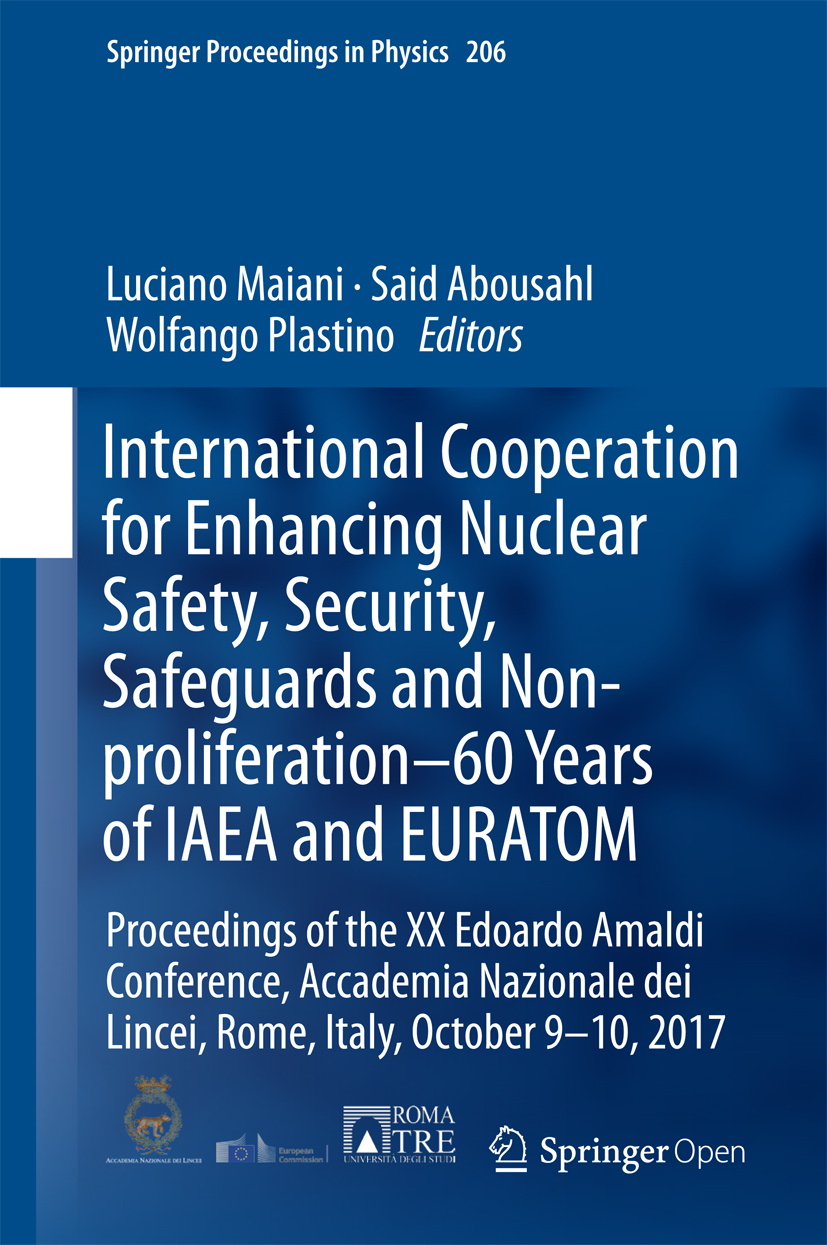 Springer Proceedings in Physics 206
Luciano Maiani · Said Abousahl
Wolfango Plastino Editors
International Cooperation
for Enhancing Nuclear
Safety, Security,
Safeguards and Non-
proliferation–60 Years
of IAEA and EURATOM
Proceedings of the XX Edoardo Amaldi
Conference, Accademia Nazionale dei
Lincei, Rome, Italy, October 9–10, 2017
ACCADEMIA NAZIONALE DEI LINCEI
European
Commission
ROMA
TRE
UNIVERSITÀ DEGLI STUDI
Springer Open